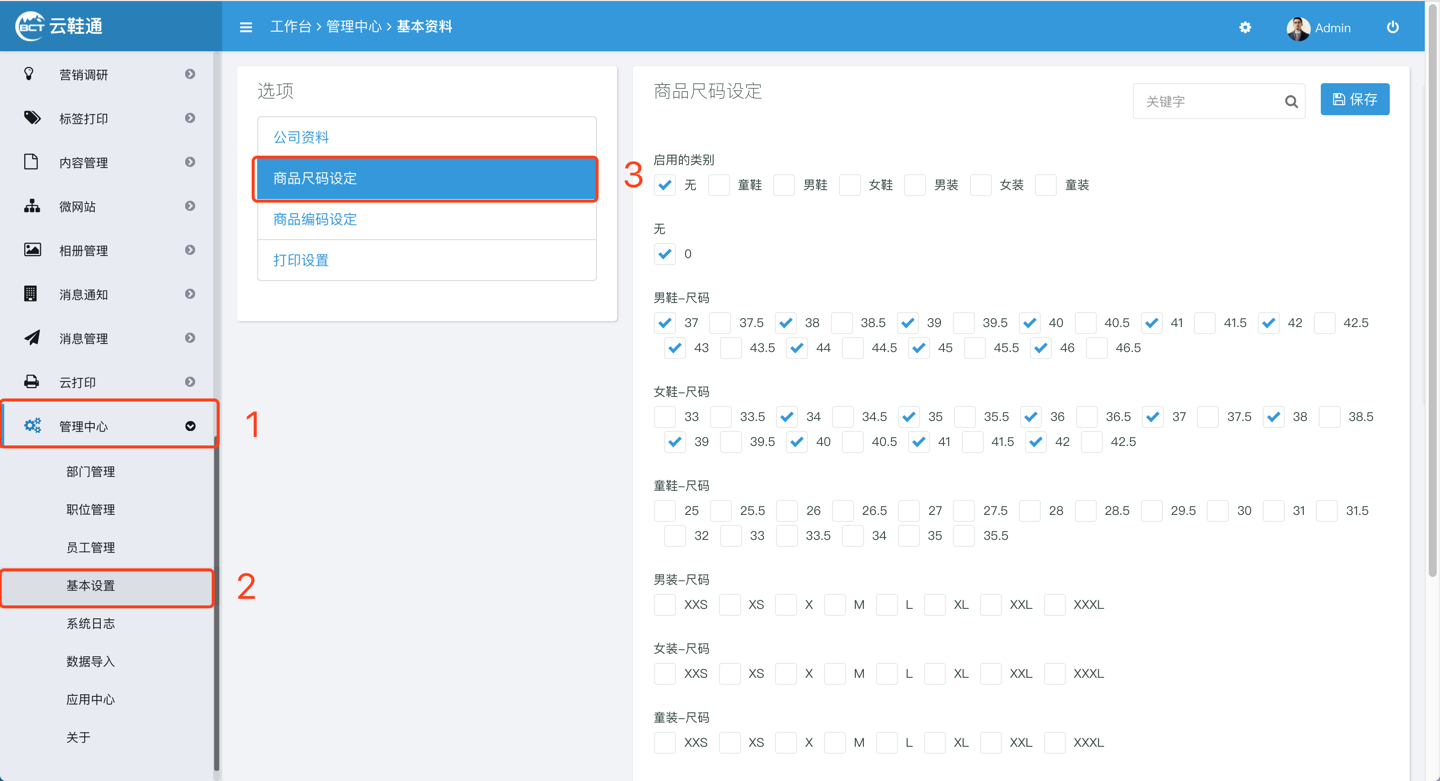 BCT 云鞋通
工作台 > 管理中心 > 基本资料
Admin
营销调研
标签打印
内容管理
微网站
相册管理
消息通知
消息管理
云打印
管理中心
1
部门管理
职位管理
员工管理
基本设置
2
系统日志
数据导入
应用中心
关于
选项
公司资料
商品尺码设定
3
商品编码设定
打印设置
商品尺码设定
关键字
保存
启用的类别
无 童鞋 男鞋 女鞋 男装 女装 童装
无
0
男鞋-尺码
37 37.5 38 38.5 39 39.5 40 40.5 41 41.5 42 42.5
43 43.5 44 44.5 45 45.5 46 46.5
女鞋-尺码
33 33.5 34 34.5 35 35.5 36 36.5 37 37.5 38 38.5
39 39.5 40 40.5 41 41.5 42 42.5
童鞋-尺码
25 25.5 26 26.5 27 27.5 28 28.5 29.5 30 31 31.5
32 33 33.5 34 35 35.5
男装-尺码
XXS XS X M L XL XXL XXXL
女装-尺码
XXS XS X M L XL XXL XXXL
童装-尺码
XXS XS X M L XL XXL XXXL